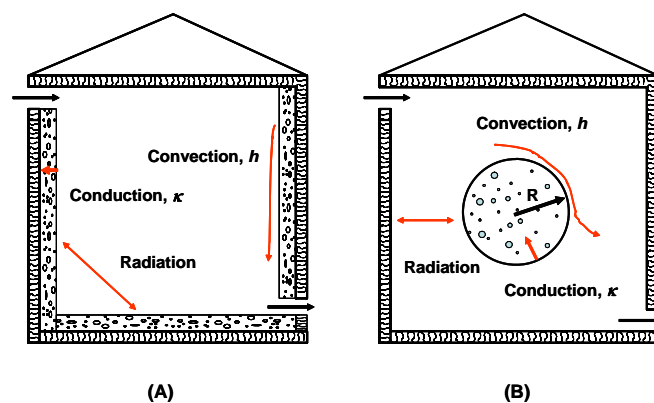 Convection, h
Conduction, κ
Radiation
(A)
Convection, h
R
Radiation
Conduction, κ
(B)